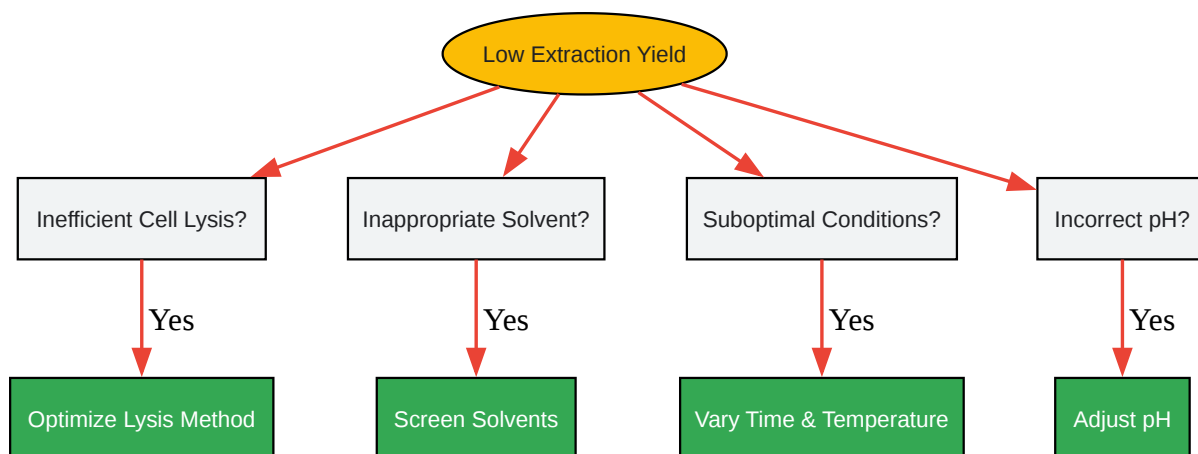 Low Extraction Yield
Inefficient Cell Lysis?
Inappropriate Solvent?
Suboptimal Conditions?
Incorrect pH?
Yes
Yes
Yes
Yes
Optimize Lysis Method
Screen Solvents
Vary Time & Temperature
Adjust pH